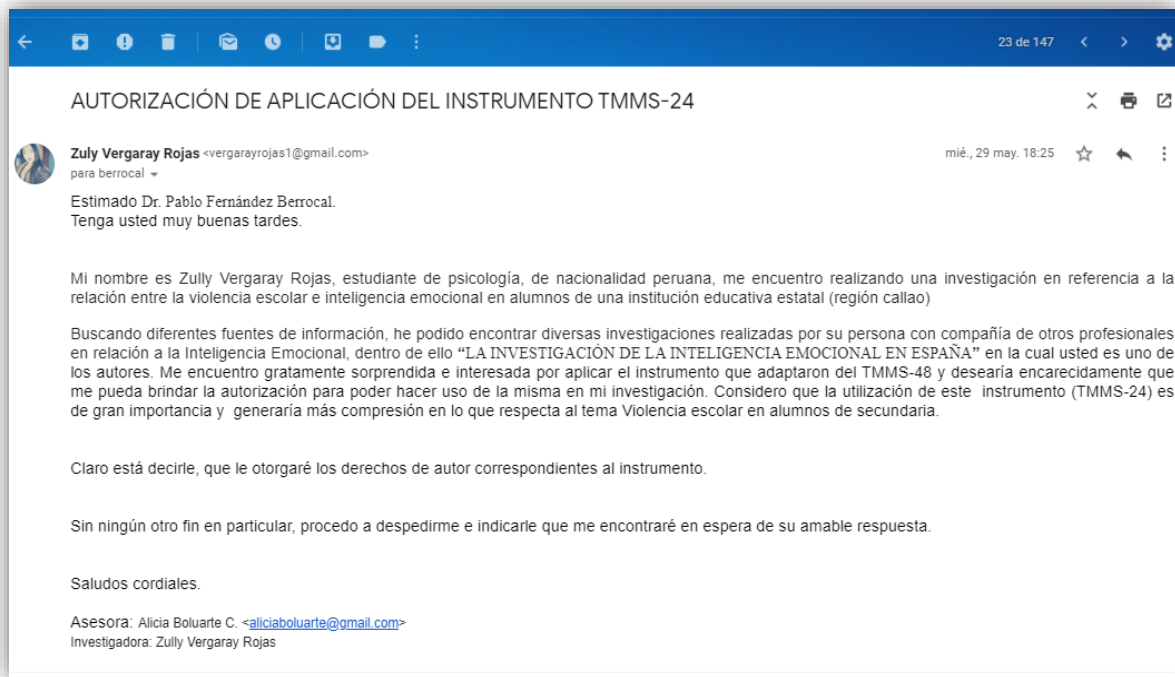 23 de 147
AUTORIZACIÓN DE APLICACIÓN DEL INSTRUMENTO TMMS-24
Zuly Vergaray Rojas <vergarayrojas1@gmail.com>
mié., 29 may. 18:25
para berrocal
Estimado Dr. Pablo Fernández Berrocal.
Tenga usted muy buenas tardes.
Mi nombre es Zully Vergaray Rojas, estudiante de psicología, de nacionalidad peruana, me encuentro realizando una investigación en referencia a la
relación entre la violencia escolar e inteligencia emocional en alumnos de una institución educativa estatal (región callao)
Buscando diferentes fuentes de información, he podido encontrar diversas investigaciones realizadas por su persona con compañía de otros profesionales
en relación a la Inteligencia Emocional, dentro de ello “LA INVESTIGACIÓN DE LA INTELIGENCIA EMOCIONAL EN ESPAÑA” en la cual usted es uno de
los autores. Me encuentro gratamente sorprendida e interesada por aplicar el instrumento que adaptaron del TMMS-48 y desearía encarecidamente que
me pueda brindar la autorización para poder hacer uso de la misma en mi investigación. Considero que la utilización de este instrumento (TMMS-24) es
de gran importancia y generaría más compresión en lo que respecta al tema Violencia escolar en alumnos de secundaria.
Claro está decirle, que le otorgaré los derechos de autor correspondientes al instrumento.
Sin ningún otro fin en particular, procedo a despedirme e indicarle que me encontraré en espera de su amable respuesta.
Saludos cordiales.
Asesora: Alicia Boluarte C. <aliciaboluarte@gmail.com>
Investigadora: Zully Vergaray Rojas